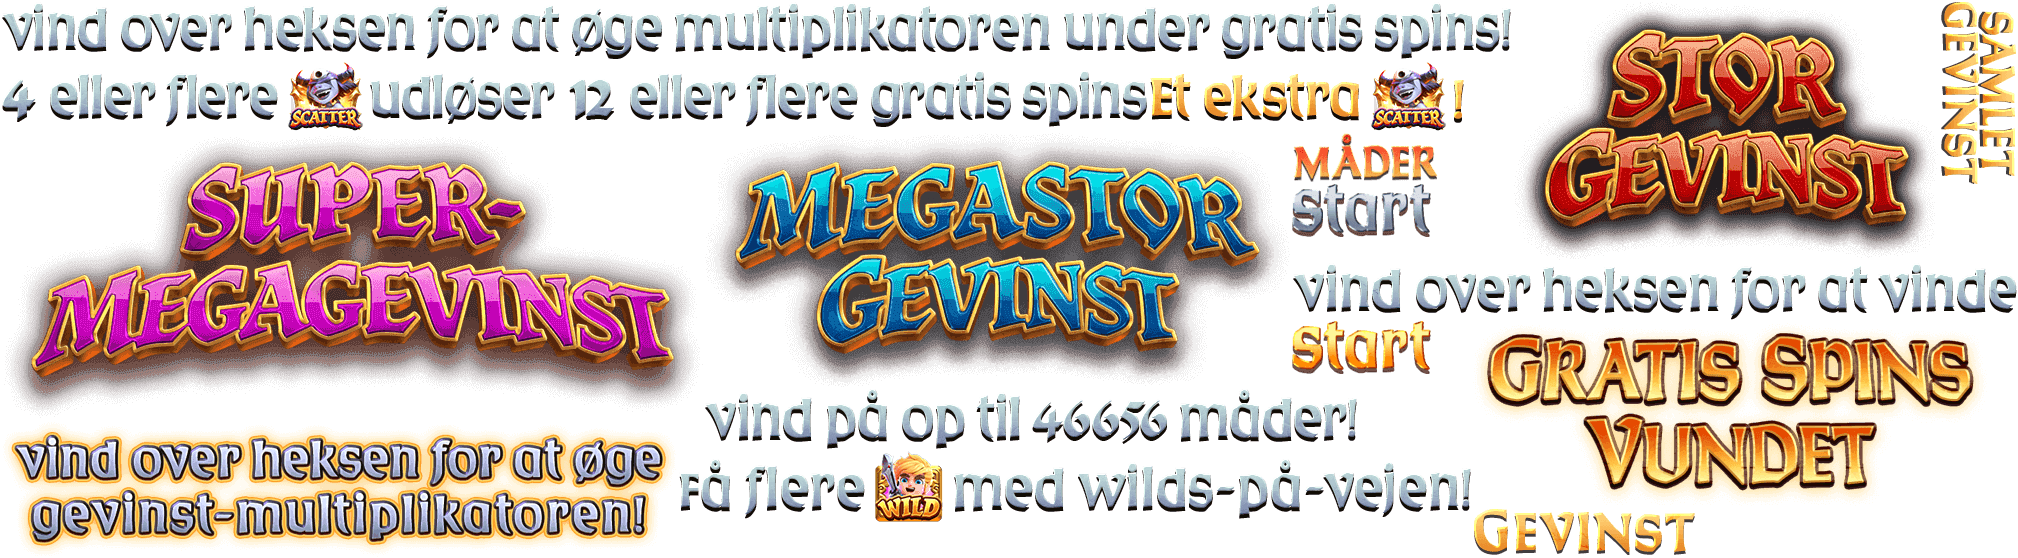 vind over heksen for at øge multiplikatoren under gratis spins!
4 eller flere SCATTER udløser 12 eller flere gratis spins
Et ekstra SCATTER !
STOR
GEVINST
SAMLET
GEVINST
SUPER-
MEGAGEVINST
MEGASTOR
GEVINST
MÅDER
Start
vind over heksen for at vinde
Start
GRATIS SPINS
VUNDET
vind på op til 46656 måder!
vind over heksen for at øge
gevinst-multiplikatoren!
Få flere WILD med wilds-på-vejen!
GEVINST